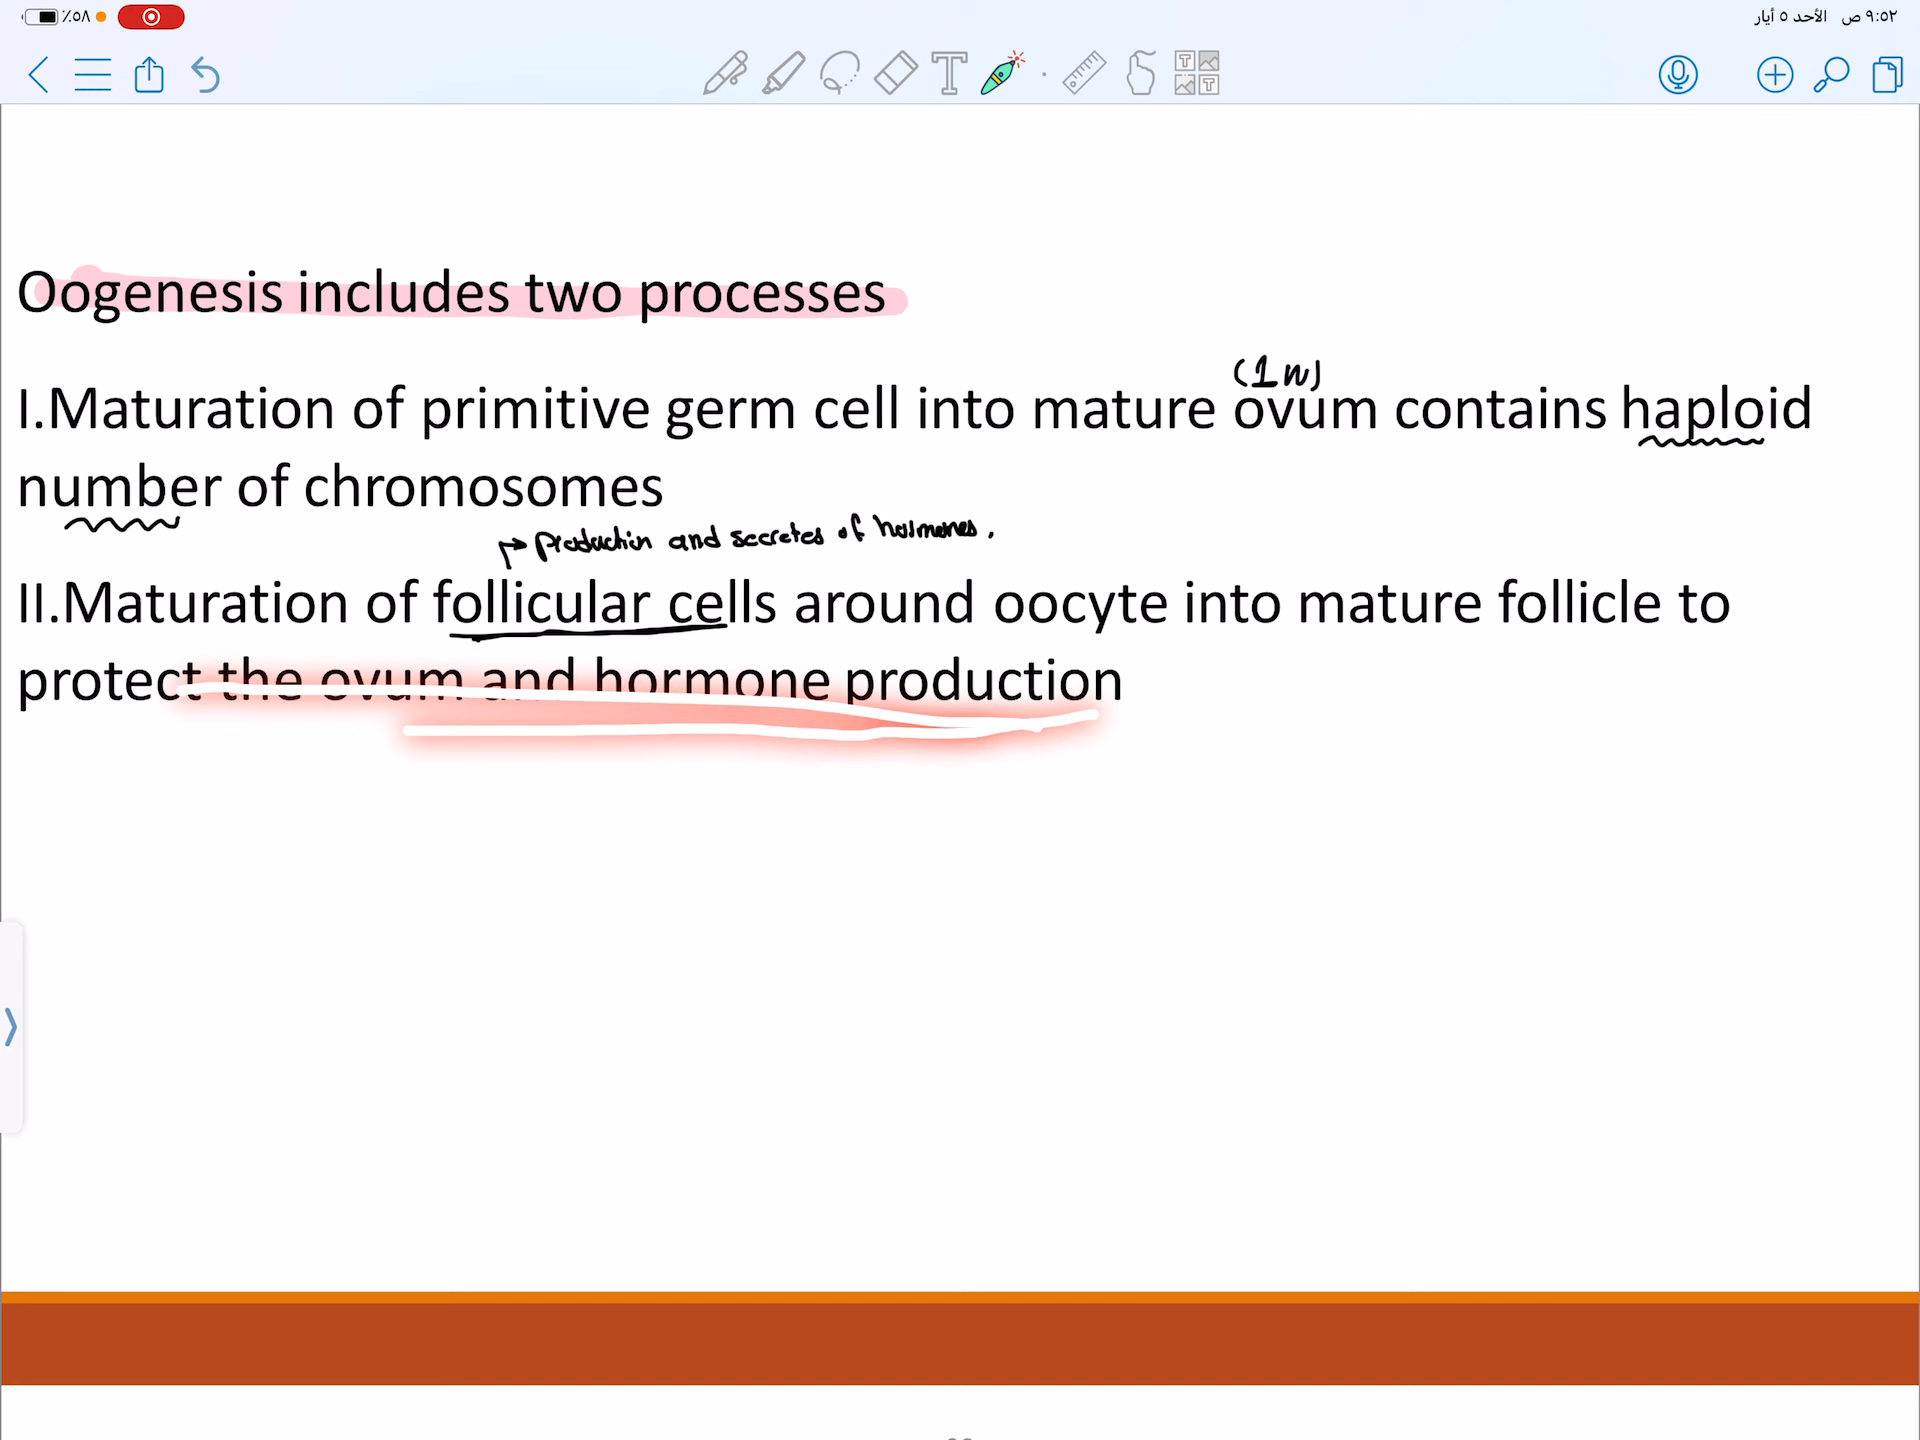 ٪٥٨
٩:٥٢ ص الأحد ٥ أيار
Oogenesis includes two processes
(1n)
I.Maturation of primitive germ cell into mature ovum contains haploid
number of chromosomes
production and secretes of hormones.
II.Maturation of follicular cells around oocyte into mature follicle to
protect the ovum and hormone production